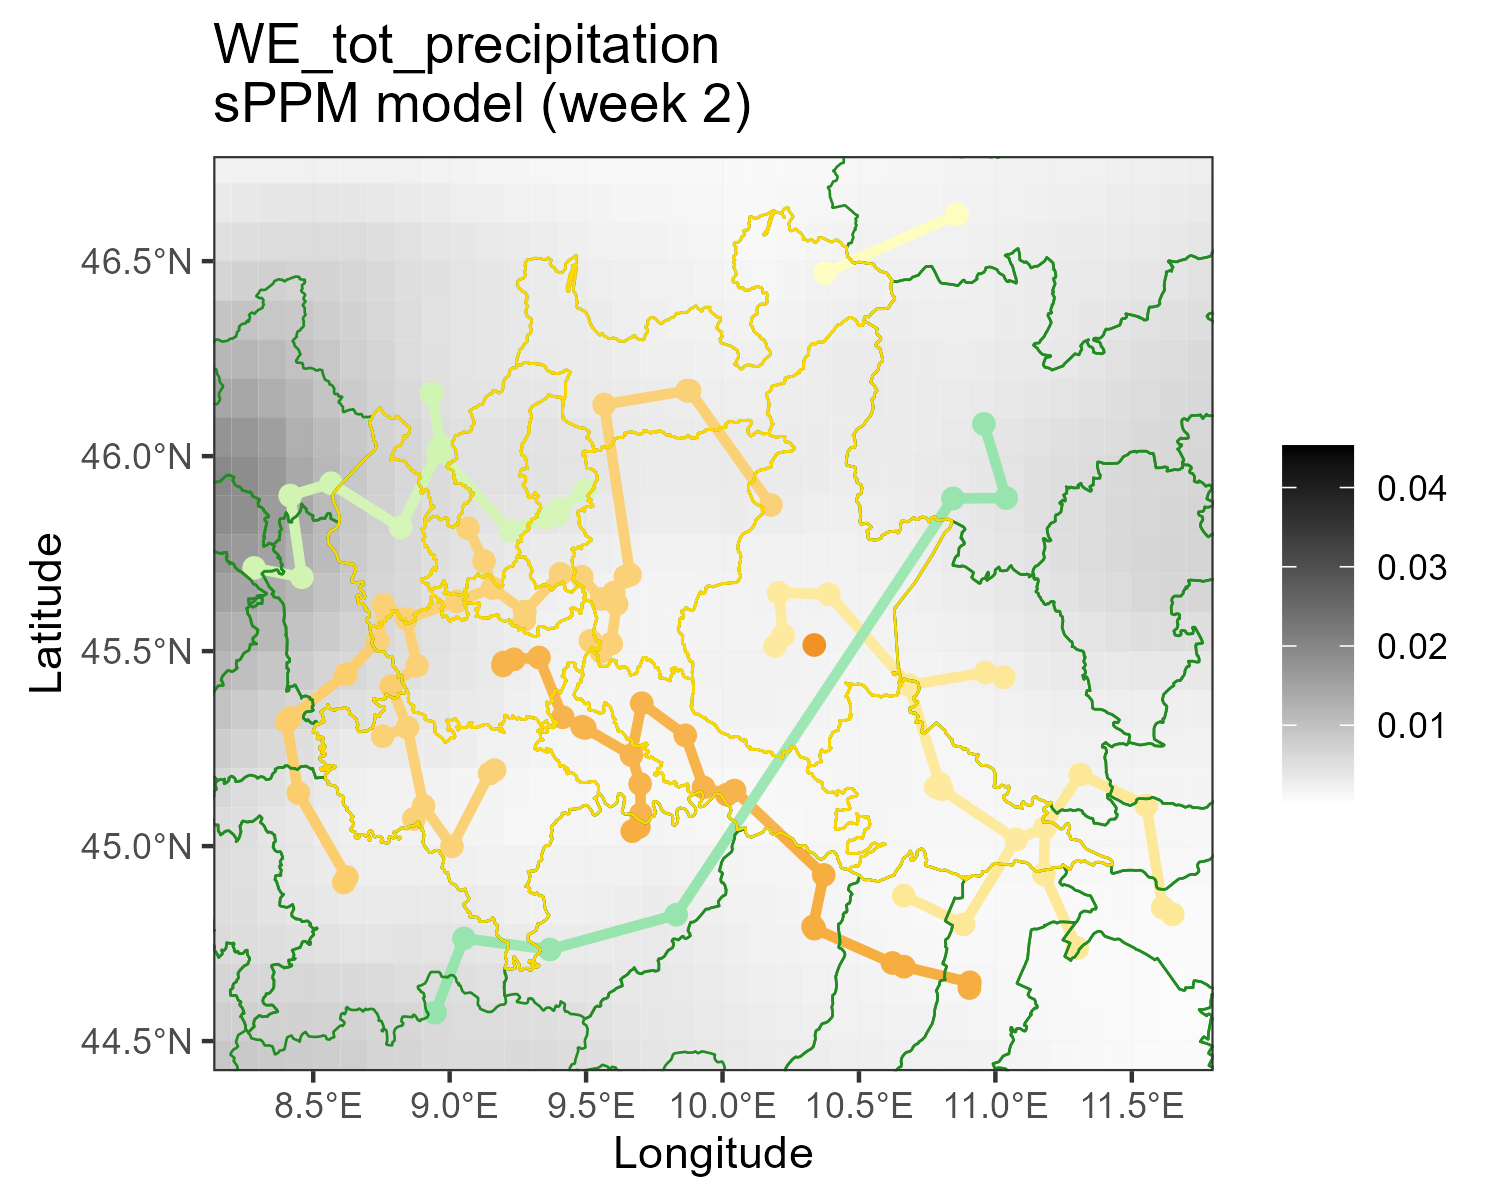 WE_tot_precipitation
sPPM model (week 2)
46.5°N
46.0°N
45.5°N
45.0°N
44.5°N
Latitude
8.5°E 9.0°E 9.5°E 10.0°E 10.5°E 11.0°E 11.5°E
Longitude
0.04
0.03
0.02
0.01